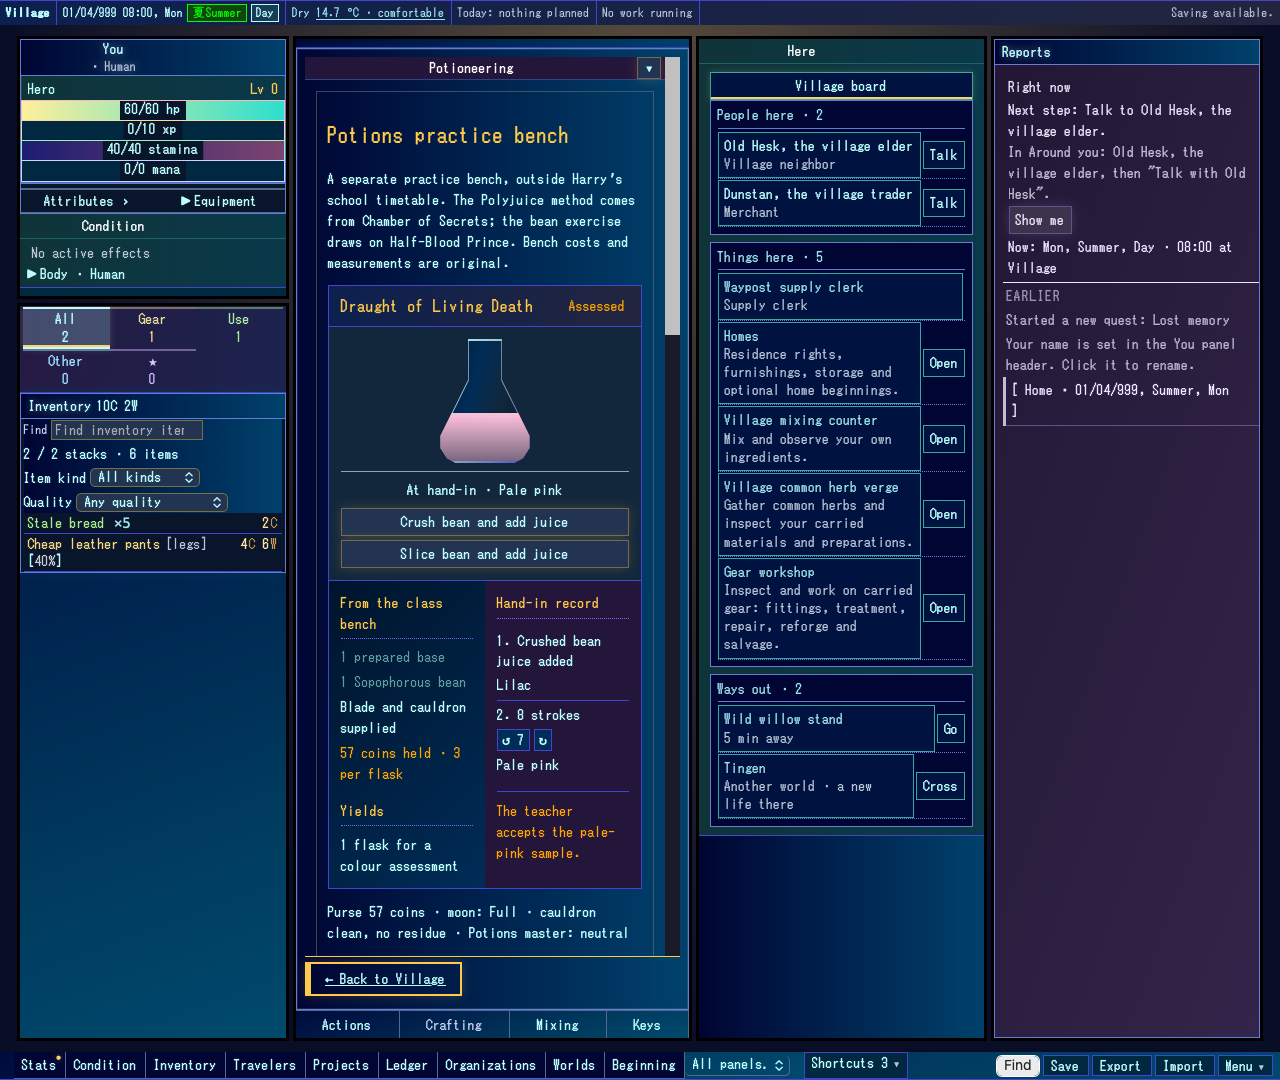 Village 01/04/999 08:00, Mon 夏Summer Day Dry 14.7 °C · comfortable Today: nothing planned No work running Saving available.
You
· Human
Hero Lv 0
60/60 hp
0/10 xp
40/40 stamina
0/0 mana
Attributes › ▶Equipment
Condition
No active effects
▶Body · Human
All Gear Use
2 1 1
Other ★
0 0
Inventory 10C 2W
Find Find inventory iter
2 / 2 stacks · 6 items
Item kind All kinds
Quality Any quality
Stale bread ×5 2C
Cheap leather pants [legs] 4C 6W
[40%]
Potioneering ▼
Potions practice bench
A separate practice bench, outside Harry's
school timetable. The Polyjuice method comes
from Chamber of Secrets; the bean exercise
draws on Half-Blood Prince. Bench costs and
measurements are original.
Draught of Living Death Assessed
At hand-in · Pale pink
Crush bean and add juice
Slice bean and add juice
From the class
bench
1 prepared base
1 Sopophorous bean
Blade and cauldron
supplied
57 coins held · 3
per flask
Yields
1 flask for a
colour assessment
Hand-in record
1. Crushed bean
juice added
Lilac
2. 8 strokes
↺ 7 ↻
Pale pink
The teacher
accepts the pale-
pink sample.
Purse 57 coins · moon: Full · cauldron
clean, no residue · Potions master: neutral
← Back to Village
Actions Crafting Mixing Keys
Here
Village board
People here · 2
Old Hesk, the village elder
Village neighbor
Talk
Dunstan, the village trader
Merchant
Talk
Things here · 5
Waypost supply clerk
Supply clerk
Homes
Residence rights,
furnishings, storage and
optional home beginnings.
Open
Village mixing counter
Mix and observe your own
ingredients.
Open
Village common herb verge
Gather common herbs and
inspect your carried
materials and preparations.
Open
Gear workshop
Inspect and work on carried
gear: fittings, treatment,
repair, reforge and
salvage.
Open
Ways out · 2
Wild willow stand
5 min away
Go
Tingen
Another world · a new
life there
Cross
Reports
Right now
Next step: Talk to Old Hesk, the
village elder.
In Around you: Old Hesk, the
village elder, then "Talk with Old
Hesk".
Show me
Now: Mon, Summer, Day · 08:00 at
Village
EARLIER
Started a new quest: Lost memory
Your name is set in the You panel
header. Click it to rename.
[ Home · 01/04/999, Summer, Mon
]
Stats Condition Inventory Travelers Projects Ledger Organizations Worlds Beginning All panels. Shortcuts 3 ▾ Find Save Export Import Menu ▾